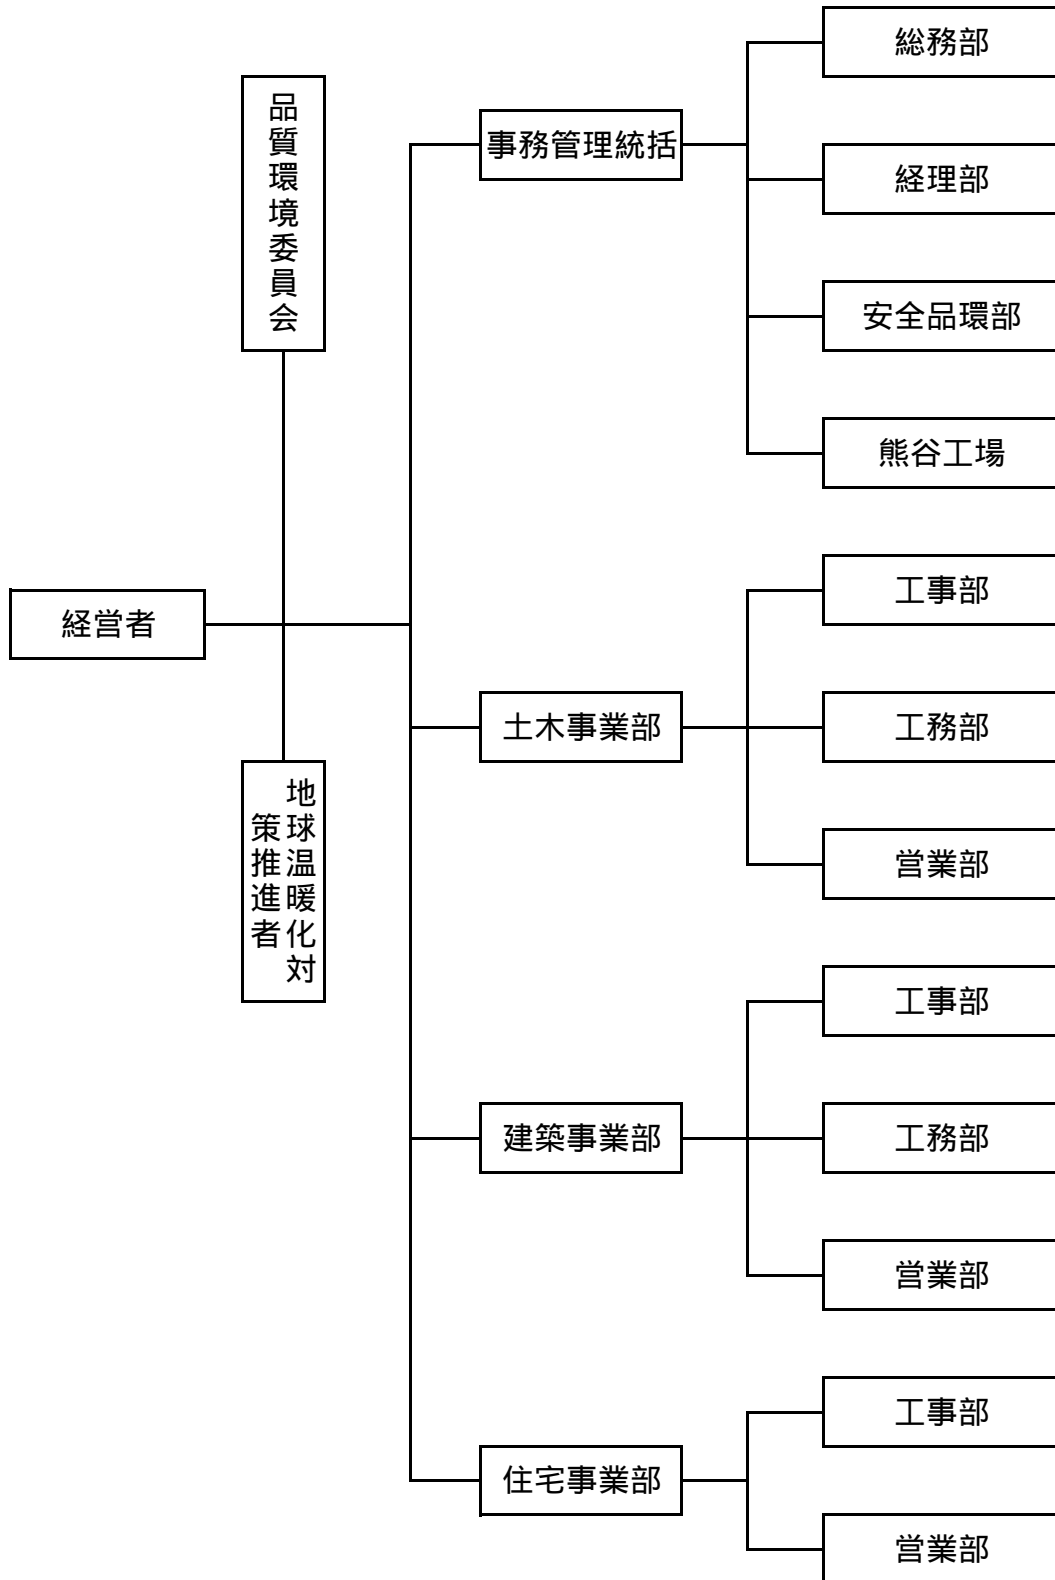 経営者
品質環境委員会
地球温暖化対
策推進者
事務管理統括
総務部
経理部
安全品環部
熊谷工場
土木事業部
工事部
工務部
営業部
建築事業部
工事部
工務部
営業部
住宅事業部
工事部
営業部